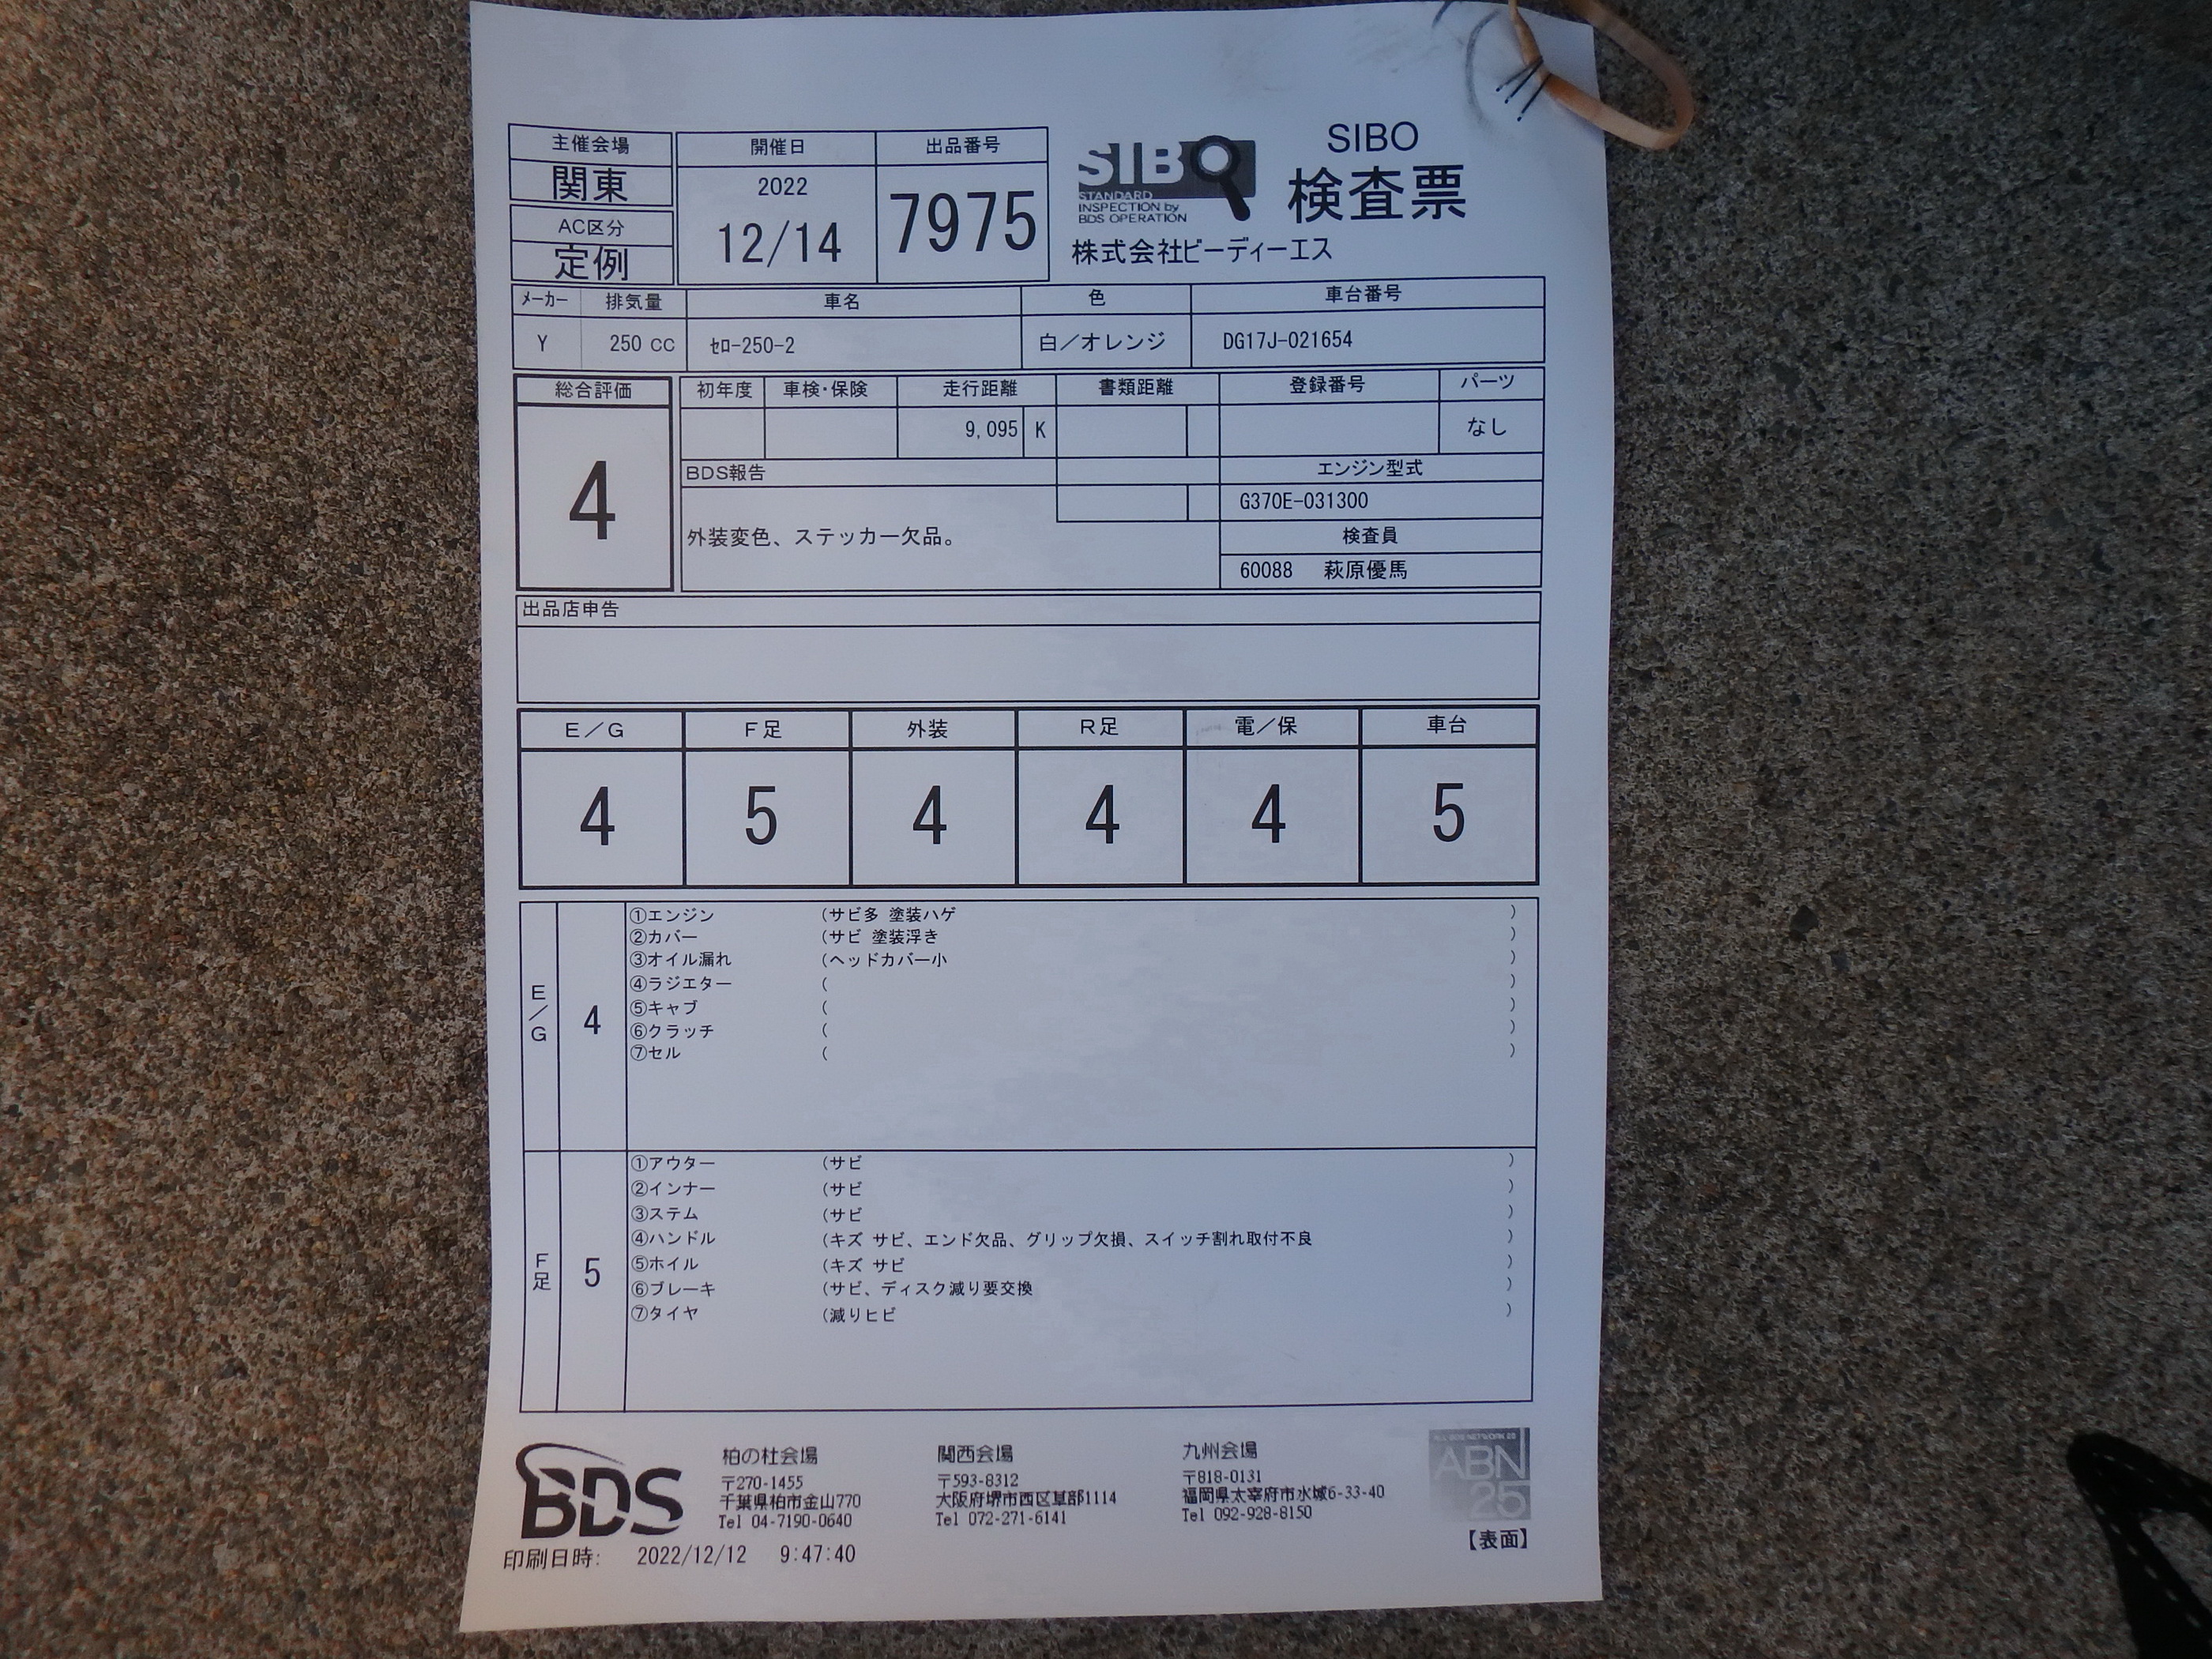 主催会場
関東
AC区分
定例
開催日
2022
12/14
出品番号
7975
SIBO
STANDARD
INSPECTION by
BDS OPERATION
SIBO
検査票
株式会社ビーディーエス
メーカー 排気量 車名 色 車台番号
Y 250 CC ｾﾛｰ250-2 白／オレンジ DG17J-021654
総合評価
4
初年度 車検・保険 走行距離 書類距離 登録番号 パーツ
9,095 K なし
BDS報告
外装変色、ステッカー欠品。
エンジン型式
G370E-031300
検査員
60088 萩原優馬
出品店申告
E／G F足 外装 R足 電／保 車台
4 5 4 4 4 5
E／G
4
①エンジン (サビ多 塗装ハゲ )
②カバー (サビ 塗装浮き )
③オイル漏れ (ヘッドカバー小 )
④ラジエター ( )
⑤キャブ ( )
⑥クラッチ ( )
⑦セル ( )
F足
5
①アウター (サビ )
②インナー (サビ )
③ステム (サビ )
④ハンドル (キズ サビ、エンド欠品、グリップ欠損、スイッチ割れ取付不良 )
⑤ホイル (キズ サビ )
⑥ブレーキ (サビ、ディスク減り要交換 )
⑦タイヤ (減りヒビ )
BDS
柏の杜会場
〒270-1455
千葉県柏市金山770
Tel 04-7190-0640
関西会場
〒593-8312
大阪府堺市西区草部1114
Tel 072-271-6141
九州会場
〒818-0131
福岡県太宰府市水城6-33-40
Tel 092-928-8150
ABN
25
【表面】
印刷日時: 2022/12/12 9:47:40